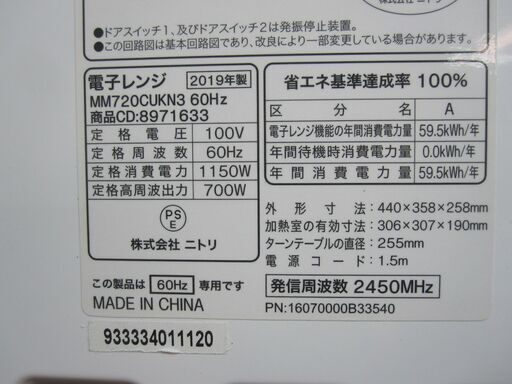 株式会社 ニトリ
●ドアスイッチ1、及びドアスイッチ2は発振停止装置。
●この回路図は基本回路図であり、改良により一部変更している場合があります。
電子レンジ 2019年製
MM720CUKN3 60Hz
商品CD:8971633
定格電圧 100V
定格周波数 60Hz
定格消費電力 1150W
定格高周波出力 700W
PS
E
株式会社 ニトリ
この製品は 60Hz 専用です
MADE IN CHINA
933334011120
省エネ基準達成率 100%
区分名 A
電子レンジ機能の年間消費電力量 59.5kWh/年
年間待機時消費電力量 0.0kWh/年
年間消費電力量 59.5kWh/年
外形寸法:440×358×258mm
加熱室の有効寸法:306×307×190mm
ターンテーブルの直径:255mm
電源コード:1.5m
発信周波数 2450MHz
PN:16070000B33540